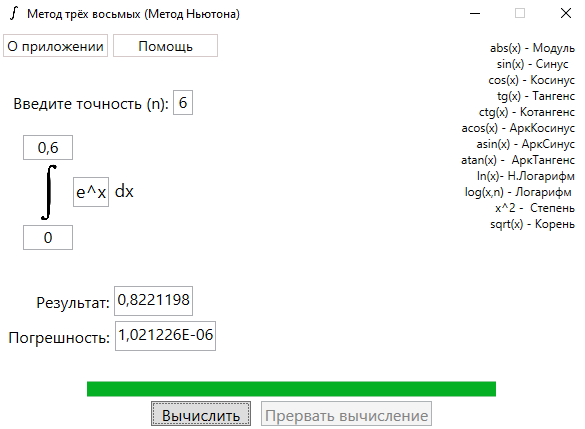 Метод трёх восьмых (Метод Ньютона)
О приложении Помощь
Введите точность (n): 6
0,6
∫ e^x dx
0
abs(x) - Модуль
sin(x) - Синус
cos(x) - Косинус
tg(x) - Тангенс
ctg(x) - Котангенс
acos(x) - АркКосинус
asin(x) - АркСинус
atan(x) - АркТангенс
ln(x)- Н.Логарифм
log(x,n) - Логарифм
x^2 - Степень
sqrt(x) - Корень
Результат: 0,8221198
Погрешность: 1,021226E-06
Вычислить Прервать вычисление